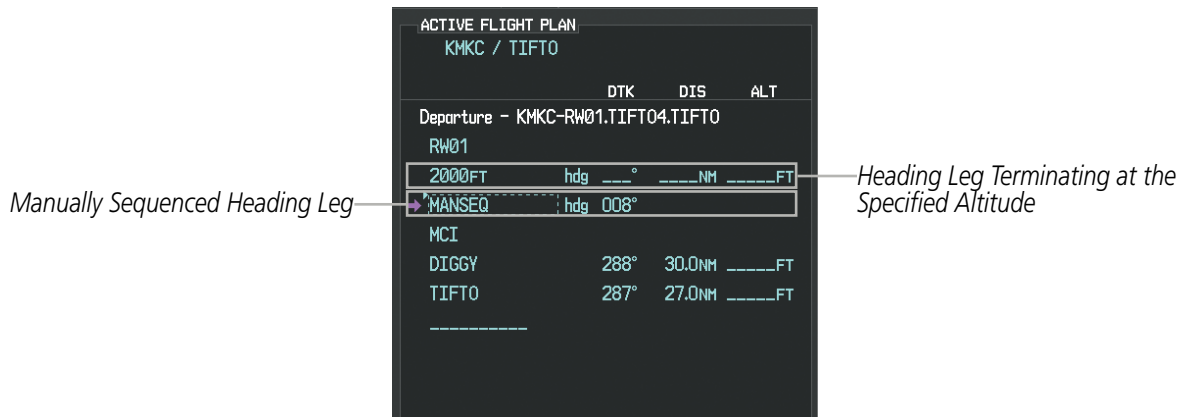 ACTIVE FLIGHT PLAN
KMKC / TIFTO
DTK DIS ALT
Departure - KMKC-RW01.TIFTO4.TIFTO
RW01
2000FT hdg ___° ____NM _____FT
MANSEQ hdg 008°
MCI
DIGGY 288° 30.0NM _____FT
TIFTO 287° 27.0NM _____FT
__________
Manually Sequenced Heading Leg
Heading Leg Terminating at the
Specified Altitude